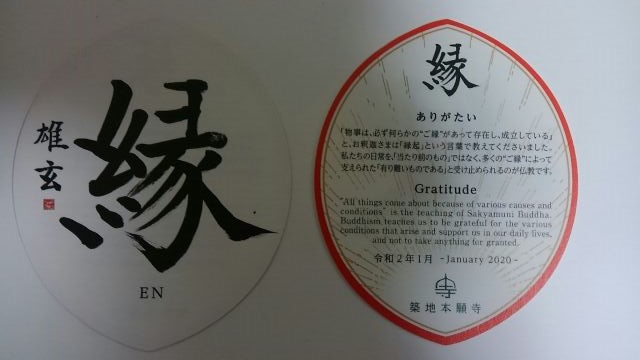 縁
雄玄
EN
縁
ありがたい
「物事は、必ず何らかの“ご縁”があって存在し、成立している」
と、お釈迦さまは「縁起」という言葉で教えてくださいました。
私たちの日常を、「当たり前のもの」ではなく、多くの“ご縁”によって
支えられた「有り難いものである」と受け止められるのが仏教です。
Gratitude
"All things come about because of various causes and
conditions" is the teaching of Sakyamuni Buddha.
Buddhism teaches us to be grateful for the various
conditions that arise and support us in our daily lives,
and not to take anything for granted.
令和2年1月 -January 2020-
築地本願寺